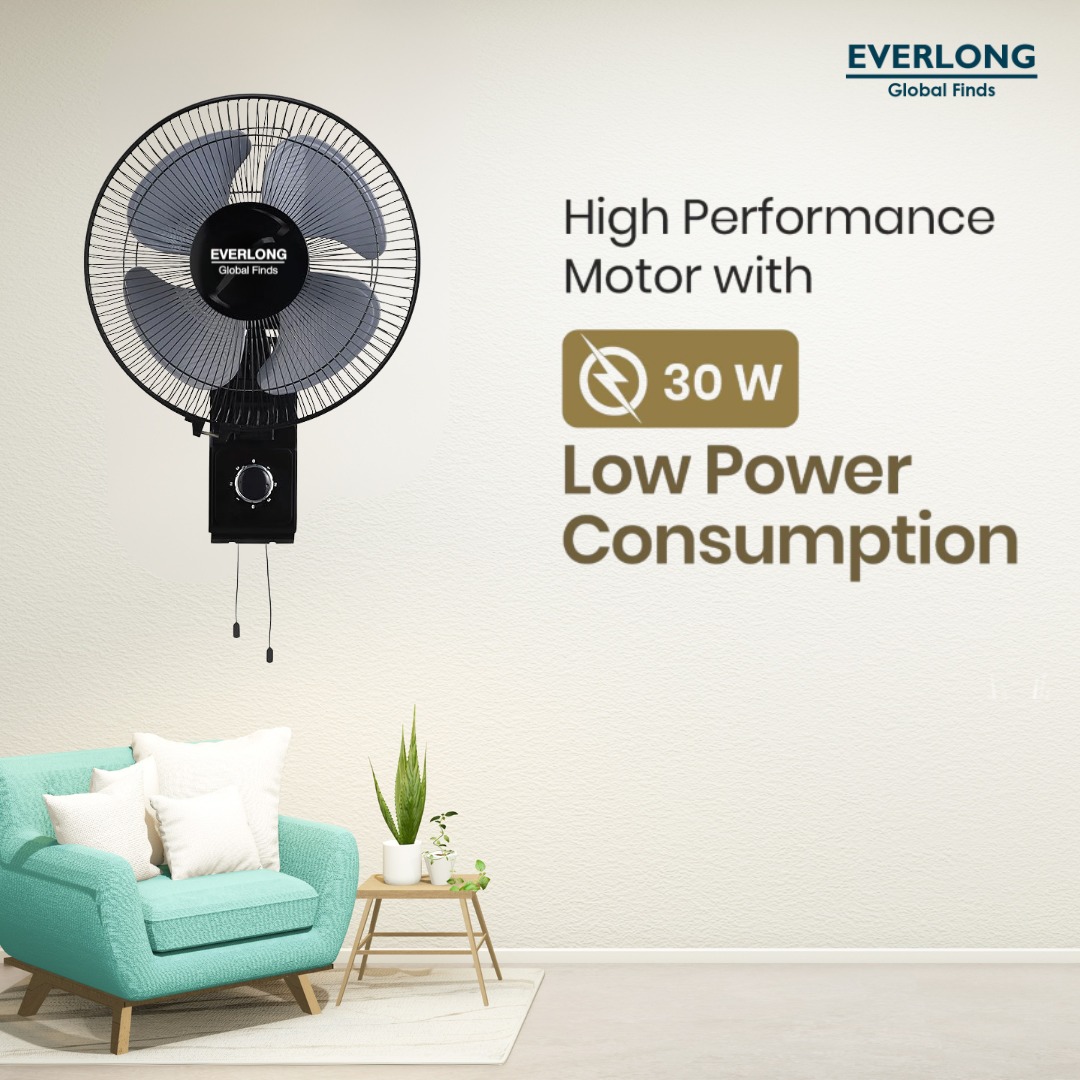 EVERLONG
Global Finds
EVERLONG
Global Finds
High Performance
Motor with
30 W
Low Power
Consumption